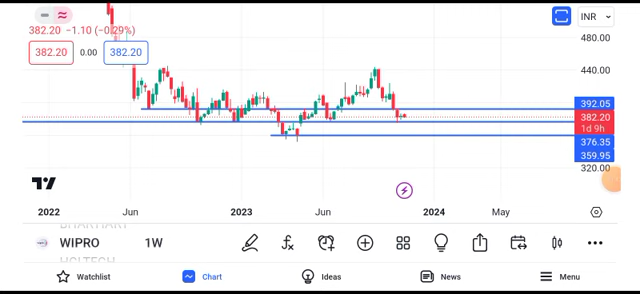 INR
382.20 −1.10 (−0.29%)
382.20 0.00 382.20
480.00
440.00
392.05
382.20
1d 9h
376.35
359.95
320.00
2022 Jun 2023 Jun 2024 May
WIPRO 1W
HCLTECH
Watchlist Chart Ideas News Menu